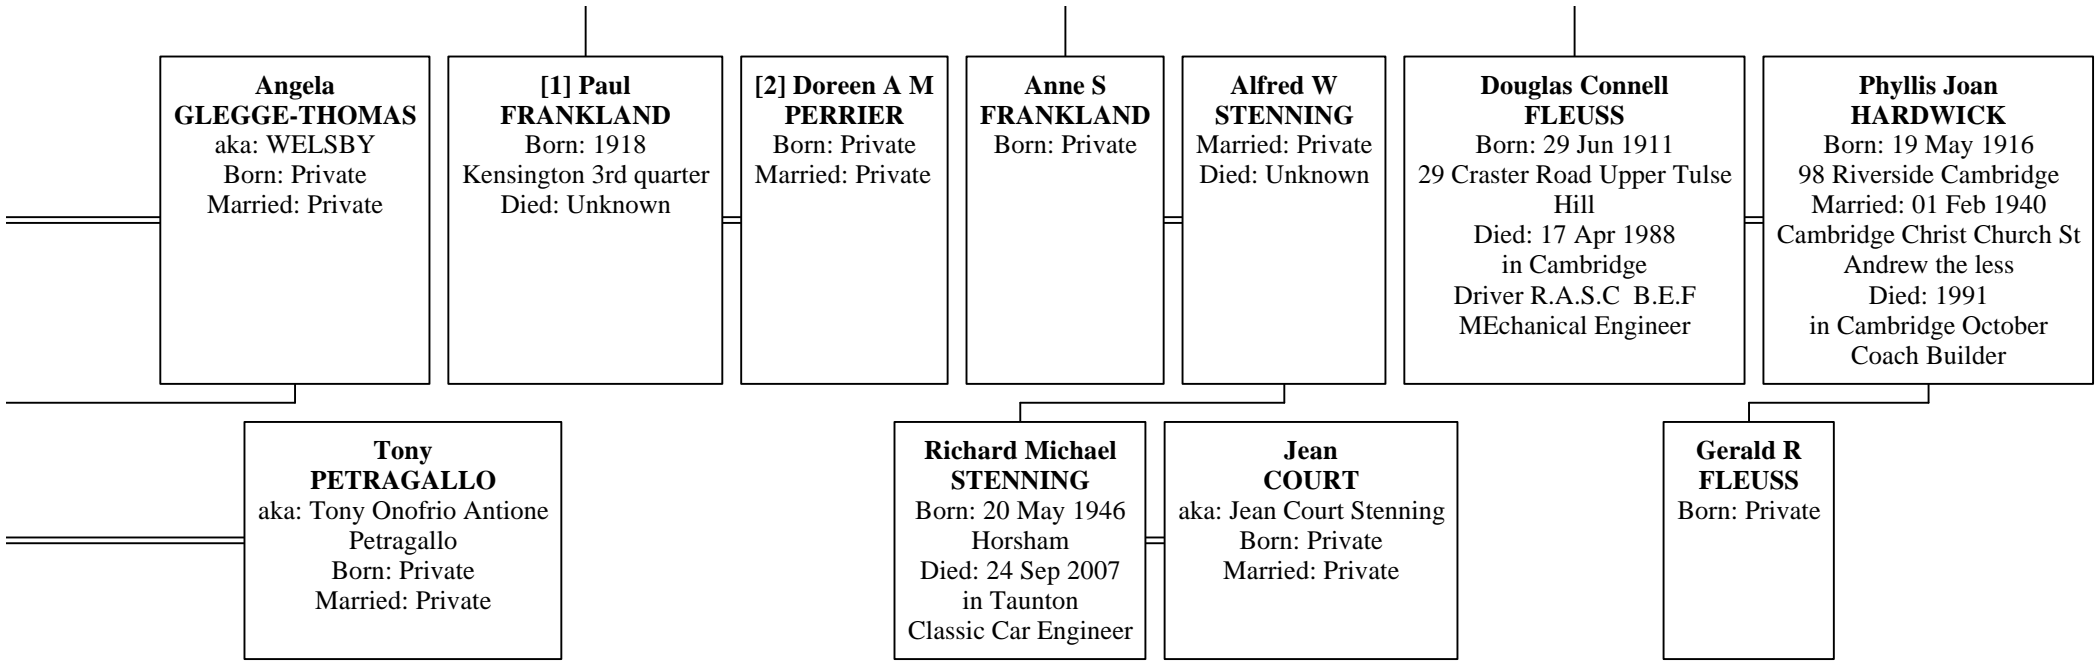 Angela
GLEGGE-THOMAS
aka: WELSBY
Born: Private
Married: Private
[1] Paul
FRANKLAND
Born: 1918
Kensington 3rd quarter
Died: Unknown
[2] Doreen A M
PERRIER
Born: Private
Married: Private
Anne S
FRANKLAND
Born: Private
Alfred W
STENNING
Married: Private
Died: Unknown
Douglas Connell
FLEUSS
Born: 29 Jun 1911
29 Craster Road Upper Tulse
Hill
Died: 17 Apr 1988
in Cambridge
Driver R.A.S.C  B.E.F
MEchanical Engineer
Phyllis Joan
HARDWICK
Born: 19 May 1916
98 Riverside Cambridge
Married: 01 Feb 1940
Cambridge Christ Church St
Andrew the less
Died: 1991
in Cambridge October
Coach Builder
Tony
PETRAGALLO
aka: Tony Onofrio Antione
Petragallo
Born: Private
Married: Private
Richard Michael
STENNING
Born: 20 May 1946
Horsham
Died: 24 Sep 2007
in Taunton
Classic Car Engineer
Jean
COURT
aka: Jean Court Stenning
Born: Private
Married: Private
Gerald R
FLEUSS
Born: Private